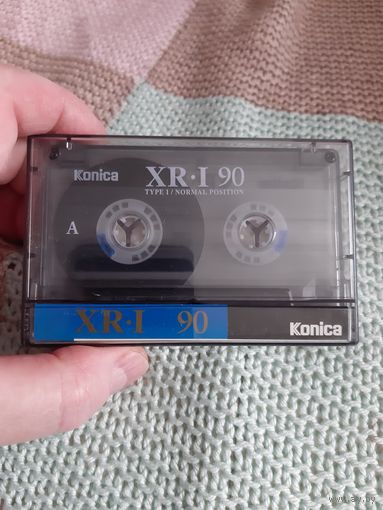 Konica XR·I 90
TYPE I / NORMAL POSITION
A
XR·I 90 Konica